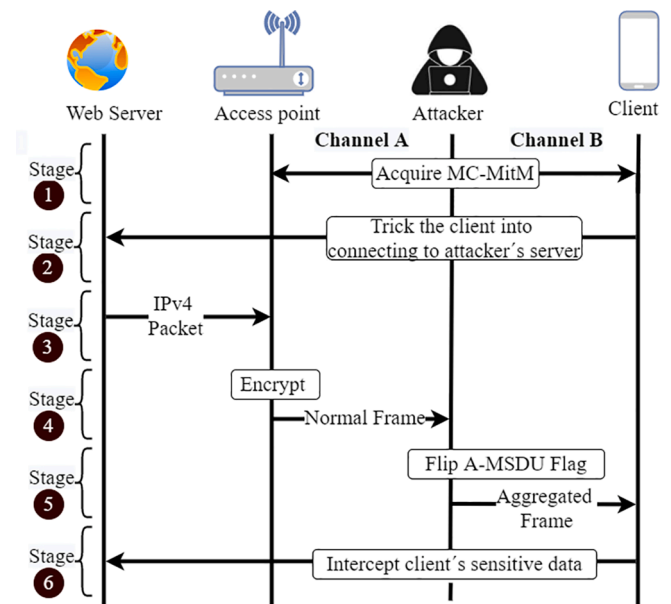 Web Server
Access point
Attacker
Client
Channel A
Channel B
Stage
1
Acquire MC-MitM
Stage
2
Trick the client into
connecting to attacker´s server
Stage
3
IPv4
Packet
Stage
4
Encrypt
Normal Frame
Stage
5
Flip A-MSDU Flag
Aggregated
Frame
Stage
6
Intercept client´s sensitive data